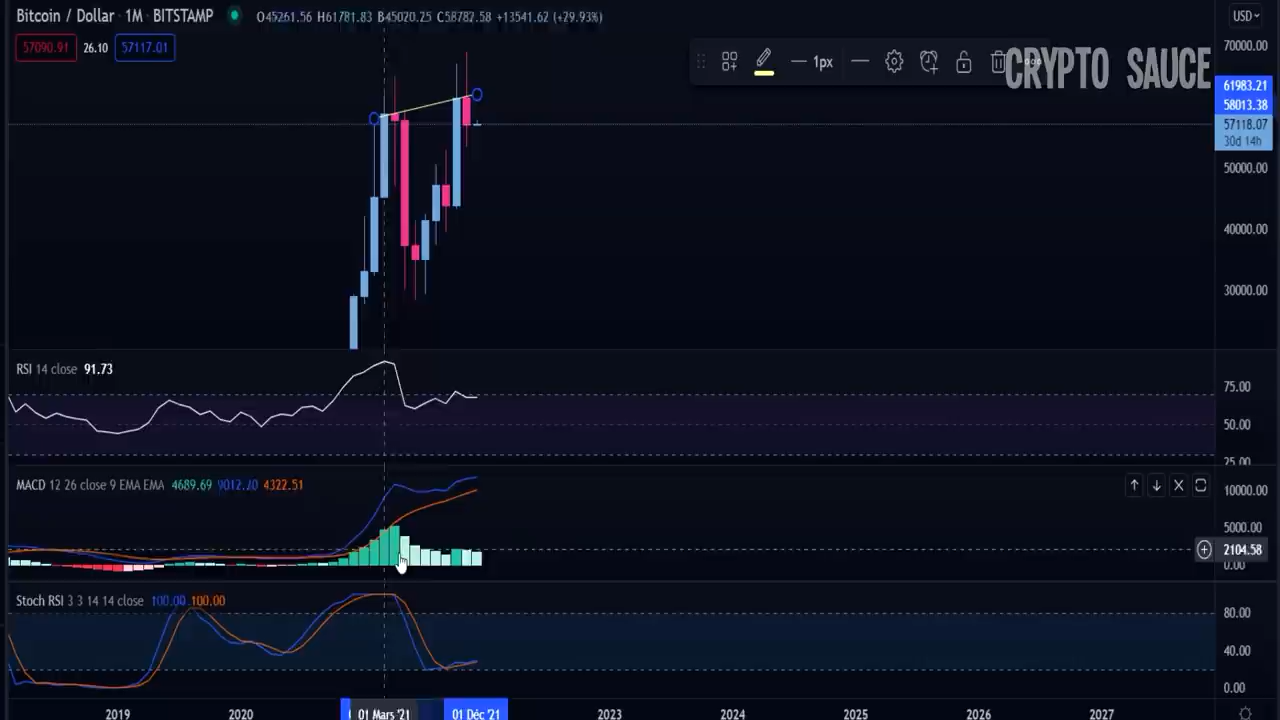 Bitcoin / Dollar 1M BITSTAMP O45261.56 H61781.83 B45020.25 C58782.58 +13541.62 (+29.93%) USD
57090.91 26.10 57117.01
1px
CRYPTO SAUCE
70000.00
61983.21
58013.38
57118.07
30d 14h
50000.00
40000.00
30000.00
RSI 14 close 91.73
75.00
50.00
25.00
MACD 12 26 close 9 EMA EMA 4689.69 9012.20 4322.51
10000.00
5000.00
2104.58
0.00
Stoch RSI 3 3 14 14 close 100.00 100.00
80.00
40.00
0.00
2019 2020 01 Mars '21 01 Déc '21 2023 2024 2025 2026 2027